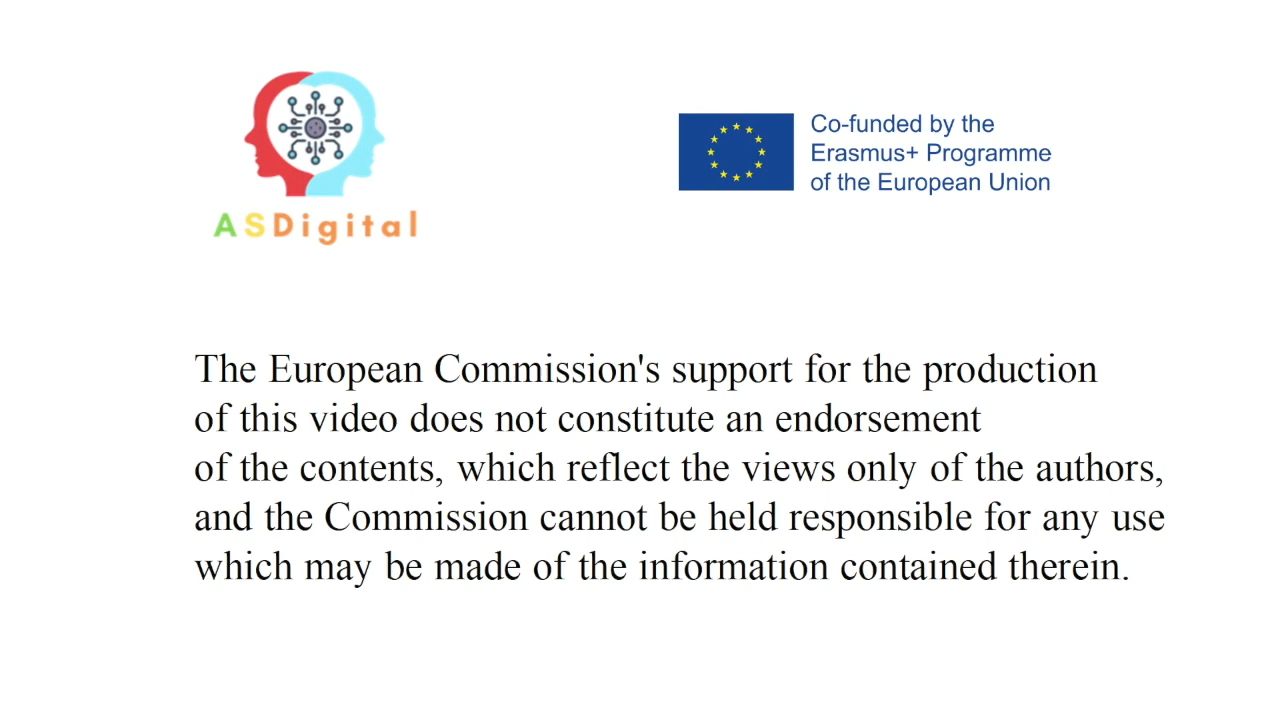 ASDigital
Co-funded by the
Erasmus+ Programme
of the European Union
The European Commission's support for the production
of this video does not constitute an endorsement
of the contents, which reflect the views only of the authors,
and the Commission cannot be held responsible for any use
which may be made of the information contained therein.